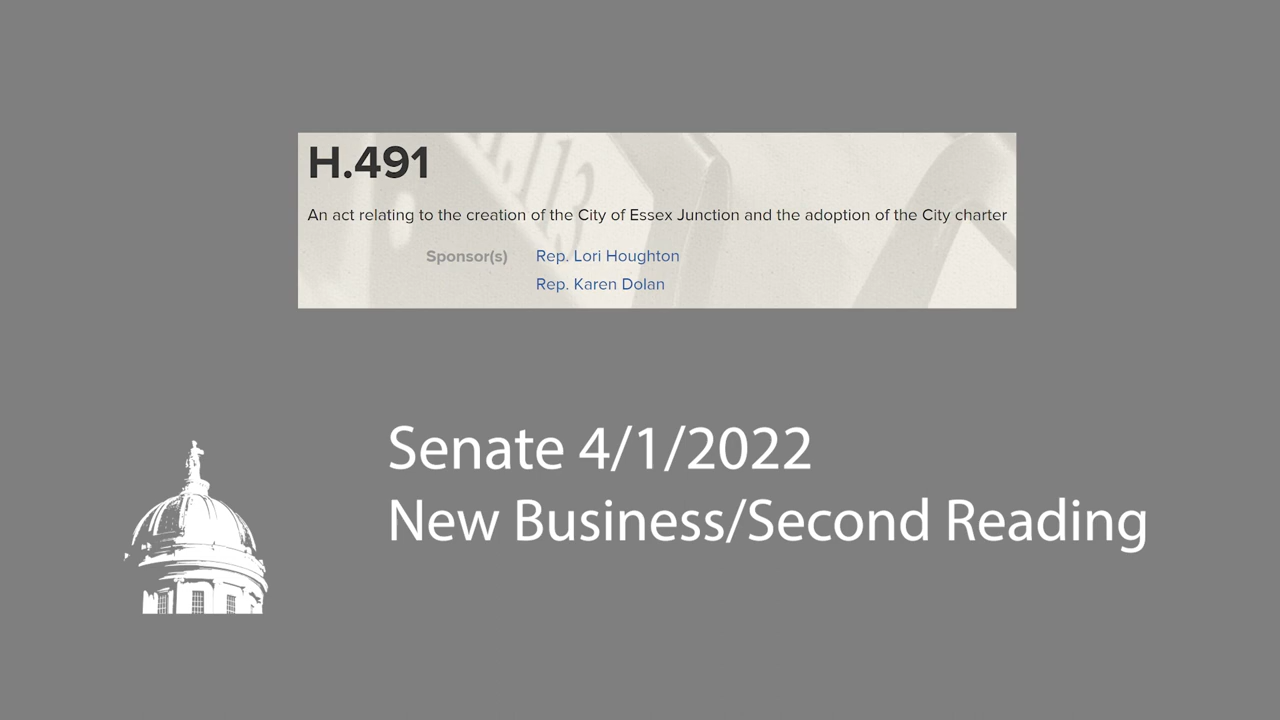 H.491
An act relating to the creation of the City of Essex Junction and the adoption of the City charter
Sponsor(s) Rep. Lori Houghton
Rep. Karen Dolan
Senate 4/1/2022
New Business/Second Reading